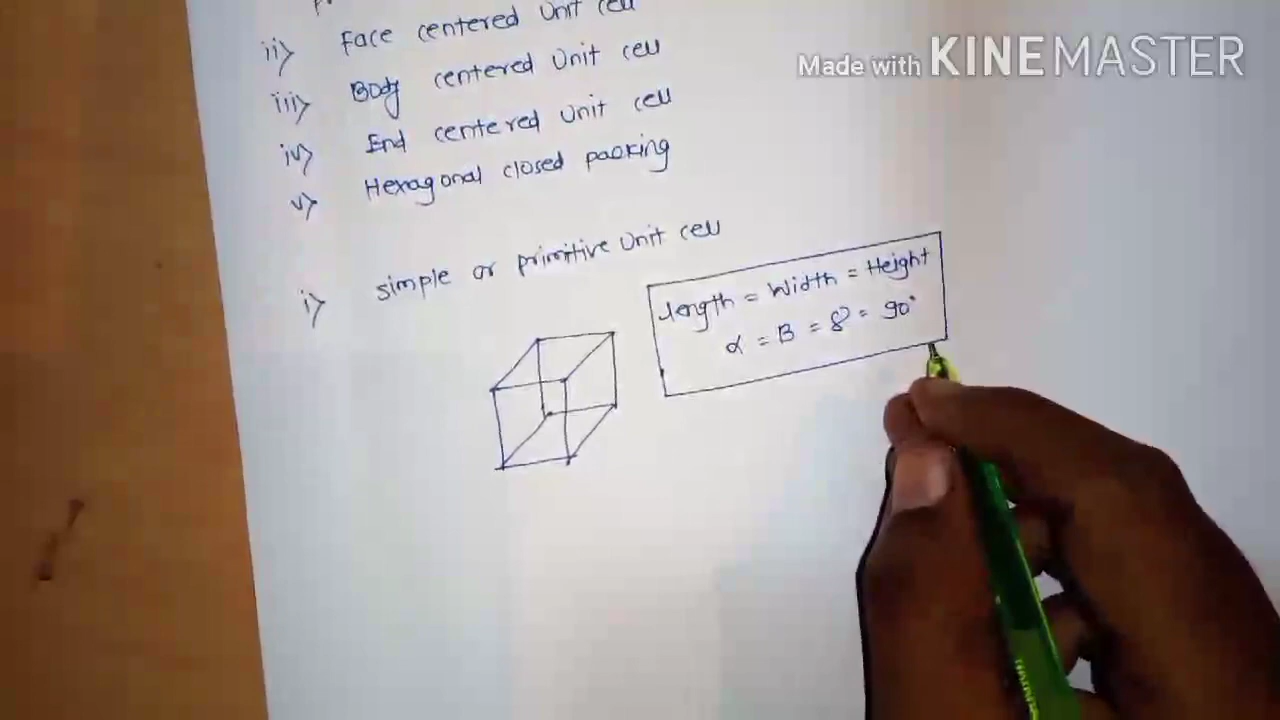 ii) Face centered Unit cell
iii) Body centered Unit cell
iv) End centered Unit cell
v) Hexagonal closed packing
i) simple or primitive Unit cell
length = Width = Height
α = B = γ = 90°
Made with KINEMASTER